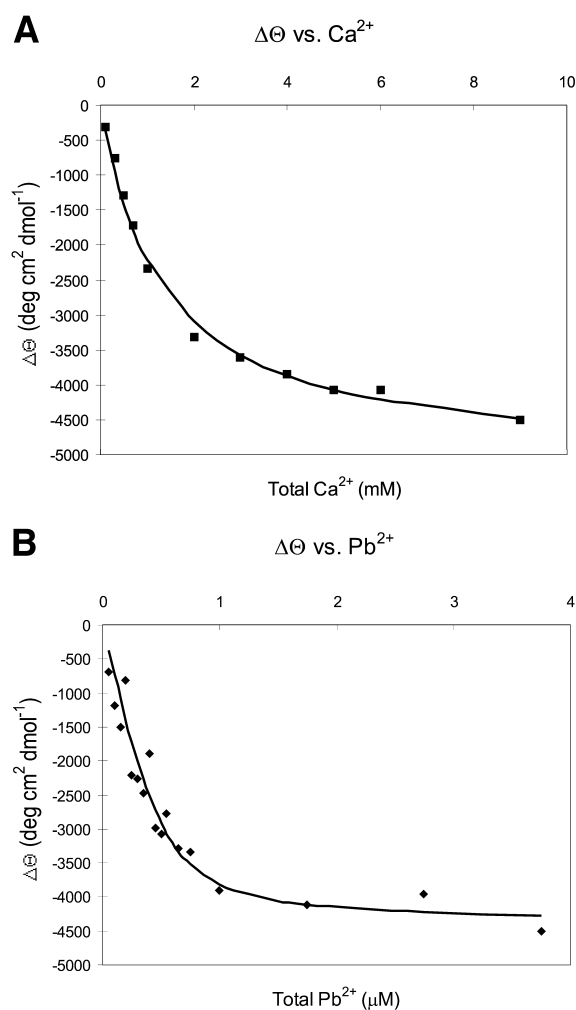 A
ΔΘ vs. Ca²⁺
0 2 4 6 8 10
0
-500
-1000
-1500
-2000
-2500
-3000
-3500
-4000
-4500
-5000
ΔΘ (deg cm² dmol⁻¹)
Total Ca²⁺ (mM)
B
ΔΘ vs. Pb²⁺
0 1 2 3 4
0
-500
-1000
-1500
-2000
-2500
-3000
-3500
-4000
-4500
-5000
ΔΘ (deg cm² dmol⁻¹)
Total Pb²⁺ (μM)